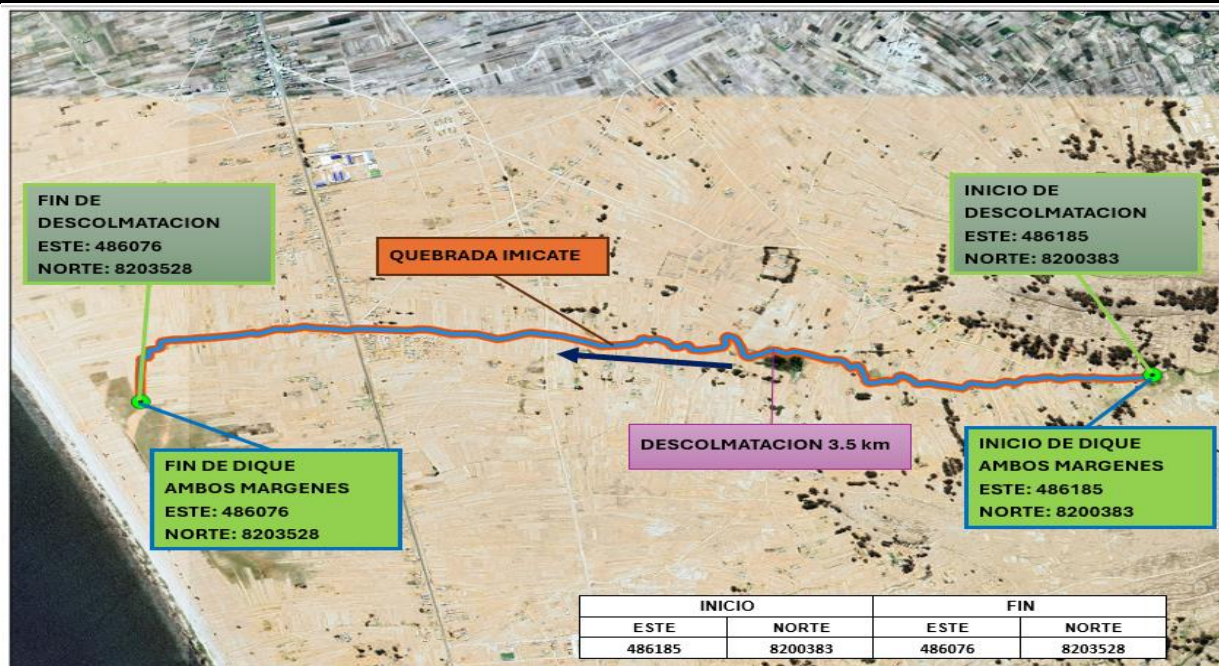 FIN DE
DESCOLMATACION
ESTE: 486076
NORTE: 8203528
QUEBRADA IMICATE
INICIO DE
DESCOLMATACION
ESTE: 486185
NORTE: 8200383
DESCOLMATACION 3.5 km
FIN DE DIQUE
AMBOS MARGENES
ESTE: 486076
NORTE: 8203528
INICIO DE DIQUE
AMBOS MARGENES
ESTE: 486185
NORTE: 8200383
INICIO FIN
ESTE NORTE ESTE NORTE
486185 8200383 486076 8203528